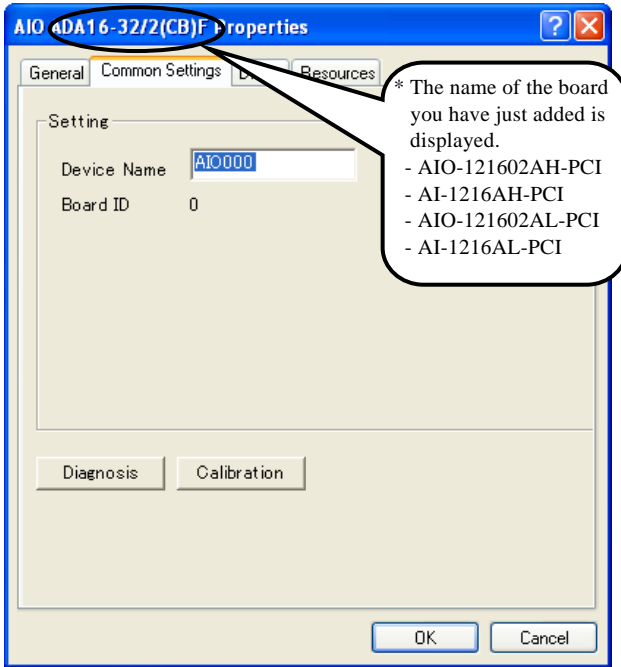 AIO ADA16-32/2(CB)F Properties
General
Common Settings
Resources
Setting
Device Name
AIO000
Board ID
0
* The name of the board
you have just added is
displayed.
- AIO-121602AH-PCI
- AI-1216AH-PCI
- AIO-121602AL-PCI
- AI-1216AL-PCI
Diagnosis
Calibration
OK
Cancel